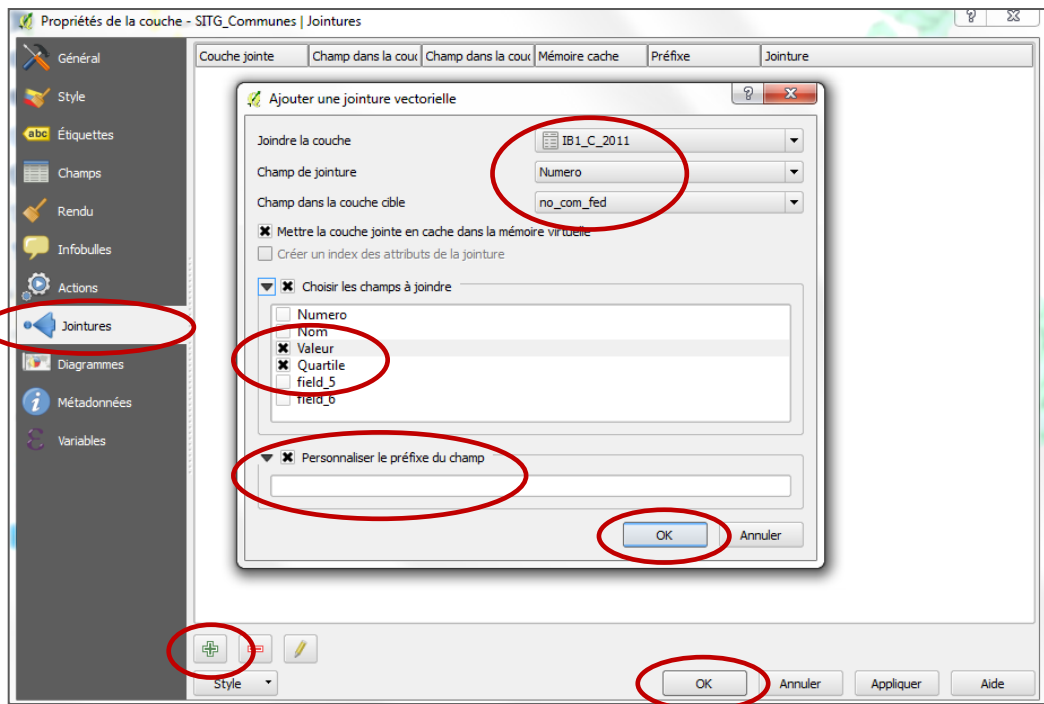 Propriétés de la couche - SITG_Communes | Jointures
Général
Style
abc Étiquettes
Champs
Rendu
Infobulles
Actions
Jointures
Diagrammes
Métadonnées
Variables
Couche jointe Champ dans la couc Champ dans la couc Mémoire cache Préfixe Jointure
Ajouter une jointure vectorielle
Joindre la couche IB1_C_2011
Champ de jointure Numero
Champ dans la couche cible no_com_fed
Mettre la couche jointe en cache dans la mémoire virtuelle
Créer un index des attributs de la jointure
Choisir les champs à joindre
Numero
Nom
Valeur
Quartile
field_5
field_6
Personnaliser le préfixe du champ
OK Annuler
Style OK Annuler Appliquer Aide